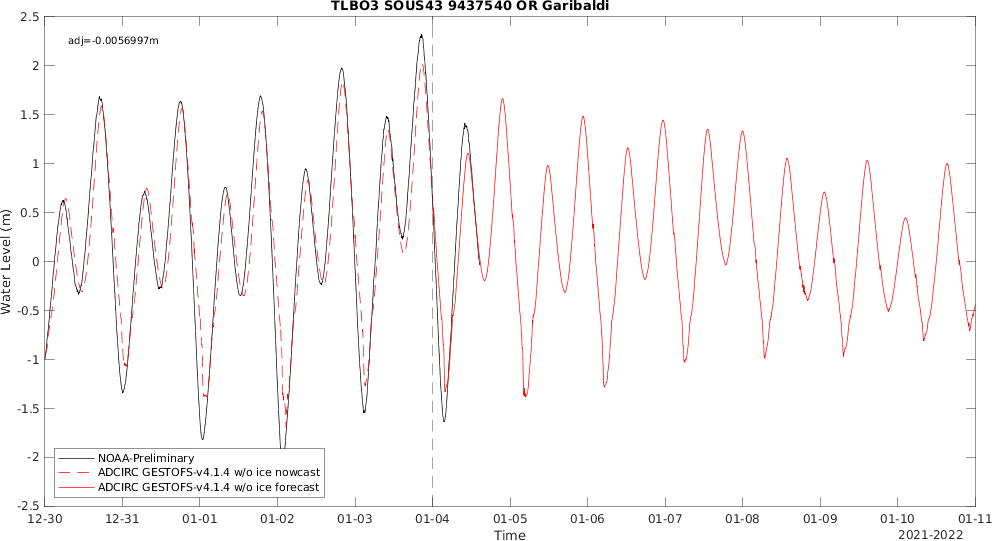 TLBO3 SOUS43 9437540 OR Garibaldi
adj=-0.0056997m
2.5
2
1.5
1
0.5
0
-0.5
-1
-1.5
-2
-2.5
Water Level (m)
NOAA-Preliminary
ADCIRC GESTOFS-v4.1.4 w/o ice nowcast
ADCIRC GESTOFS-v4.1.4 w/o ice forecast
12-30 12-31 01-01 01-02 01-03 01-04 01-05 01-06 01-07 01-08 01-09 01-10 01-11
Time
2021-2022